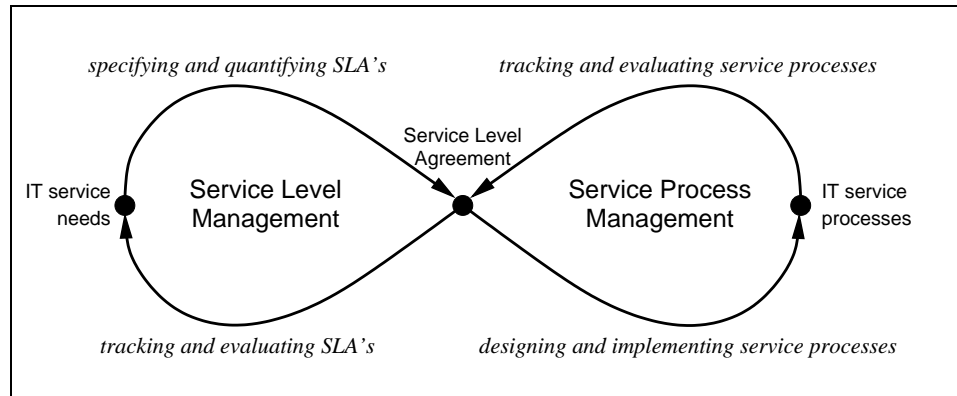 specifying and quantifying SLA's
tracking and evaluating service processes
Service Level
Agreement
IT service
needs
Service Level
Management
Service Process
Management
IT service
processes
tracking and evaluating SLA's
designing and implementing service processes